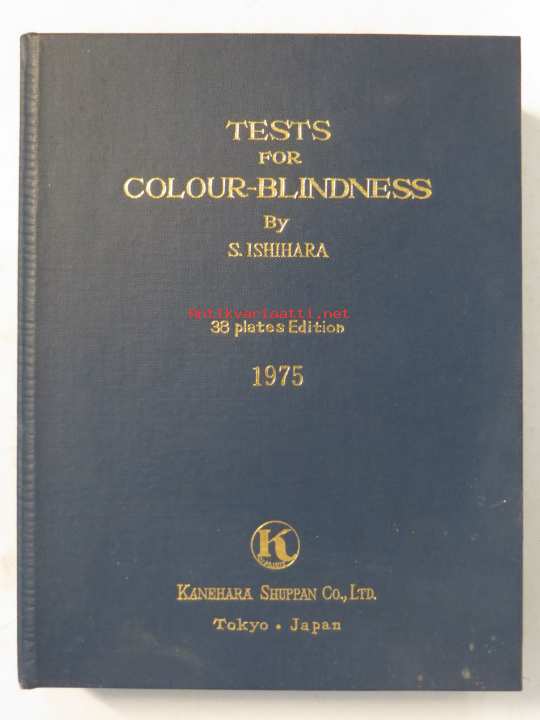 TESTS
FOR
COLOUR-BLINDNESS
By
S. ISHIHARA
Antikvariaatti.net
38 plates Edition
1975
K
KANEHARA SHUPPAN CO., LTD.
Tokyo • Japan